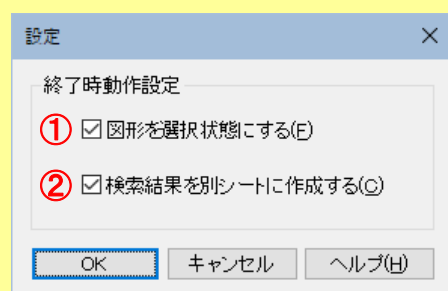 設定
終了時動作設定
① 図形を選択状態にする(F)
② 検索結果を別シートに作成する(C)
OK キャンセル ヘルプ(H)